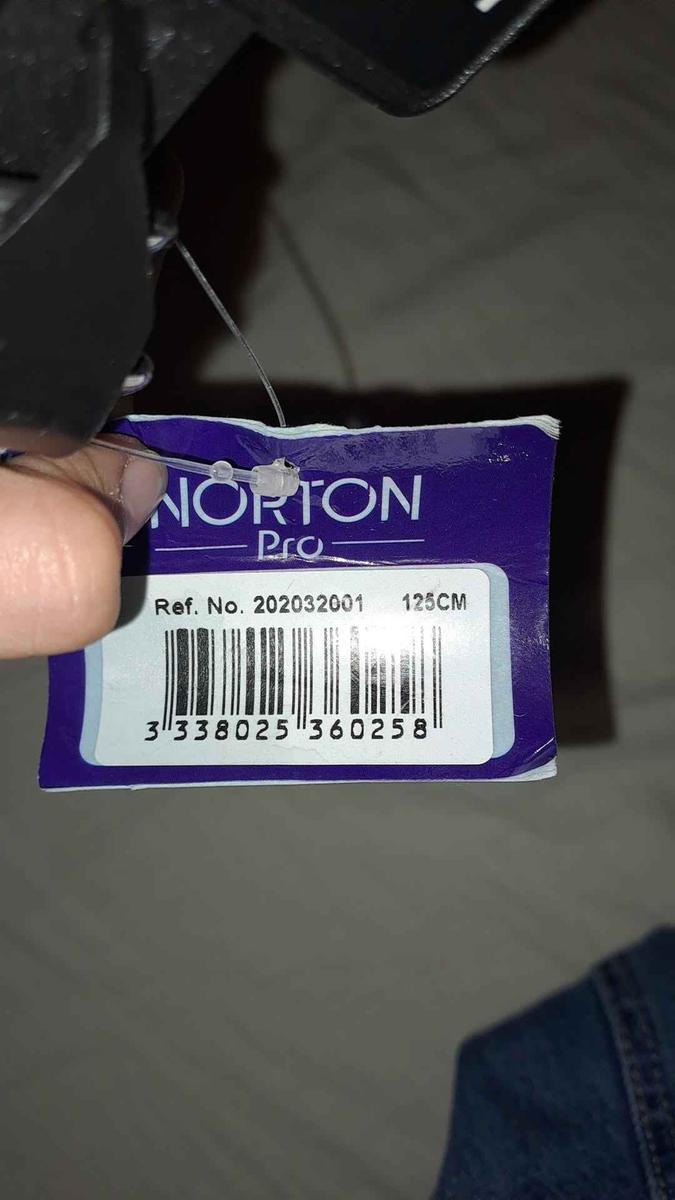 NORTON
Pro
Ref. No. 202032001 125CM
3 338025 360258